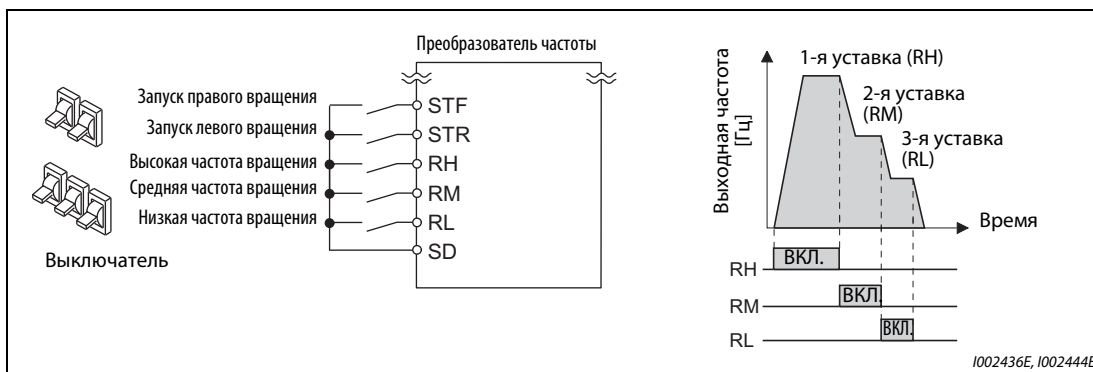 Преобразователь частоты
Запуск правого вращения
STF
Запуск левого вращения
STR
Высокая частота вращения
RH
Средняя частота вращения
RM
Низкая частота вращения
RL
SD
Выключатель
Выходная частота
[Гц]
1-я уставка (RH)
2-я уставка
(RM)
3-я уставка
(RL)
Время
RH
ВКЛ.
RM
ВКЛ.
RL
ВКЛ.
I002436E, I002444E